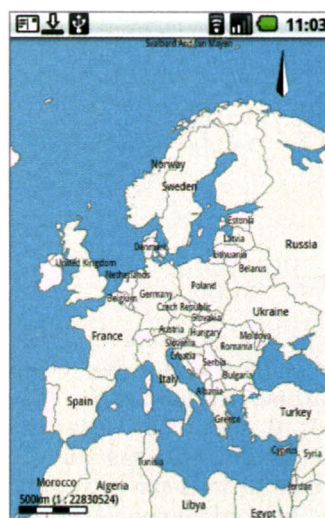 11:03
Svalbard And Jan Mayen
Norway
Sweden
Estonia
Latvia
Russia
Lithuania
Denmark
United Kingdom
Belarus
Netherlands
Poland
Germany
Belgium
Czech Republic
Ukraine
Slovakia
France
Austria
Hungary
Moldova
Slovenia
Romania
Croatia
Serbia
Italy
Bulgaria
Albania
Spain
Turkey
Greece
Cyprus
Syria
Tunisia
Morocco
Algeria
Jordan
500km (1 : 22830524)
Libya
Egypt